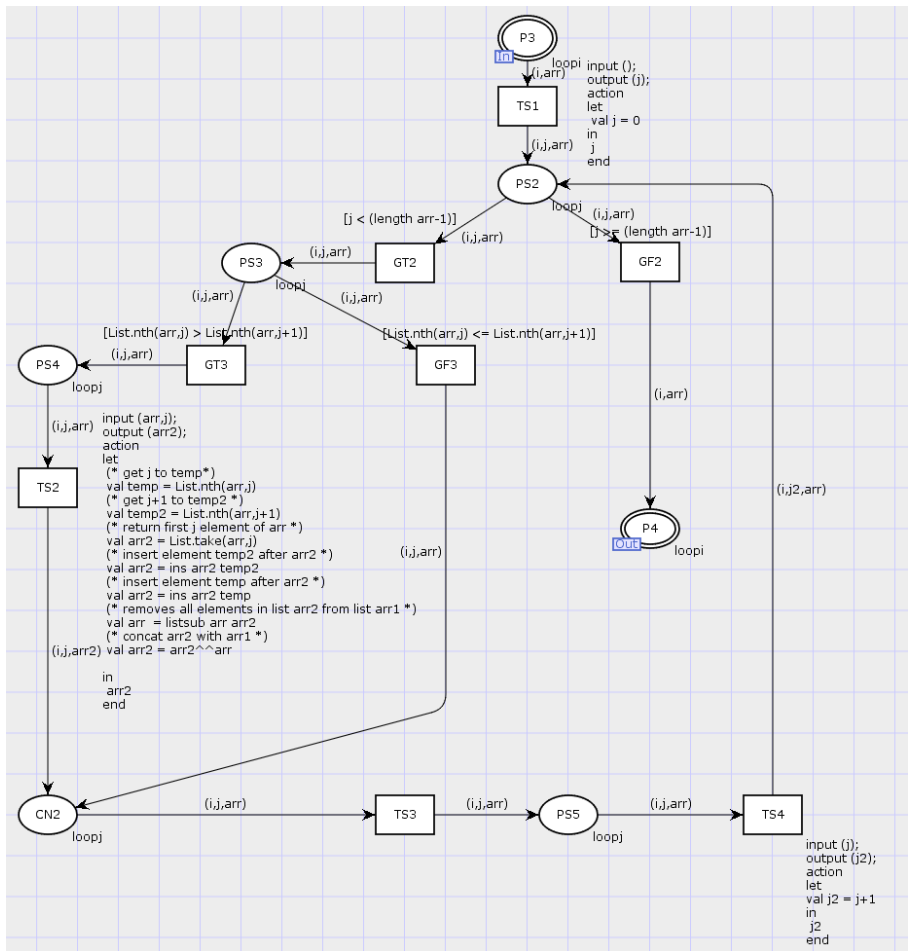 P3
In
loopi
(i,arr)
input ();
output (j);
action
let
val j = 0
in
j
end
TS1
(i,j,arr)
PS2
loopj
[j < (length arr-1)]
(i,j,arr)
(i,j,arr)
[j >= (length arr-1)]
GT2
GF2
(i,j,arr)
PS3
loopj
(i,j,arr)
(i,j,arr)
[List.nth(arr,j) > List.nth(arr,j+1)]
[List.nth(arr,j) <= List.nth(arr,j+1)]
GT3
GF3
(i,j,arr)
PS4
loopj
(i,arr)
(i,j,arr)
TS2
input (arr,j);
output (arr2);
action
let
(* get j to temp*)
val temp = List.nth(arr,j)
(* get j+1 to temp2 *)
val temp2 = List.nth(arr,j+1)
(* return first j element of arr *)
val arr2 = List.take(arr,j)
(* insert element temp2 after arr2 *)
val arr2 = ins arr2 temp2
(* insert element temp after arr2 *)
val arr2 = ins arr2 temp
(* removes all elements in list arr2 from list arr1 *)
val arr  = listsub arr arr2
(* concat arr2 with arr1 *)
val arr2 = arr2^^arr
in
arr2
end
(i,j,arr2)
(i,j,arr)
(i,j2,arr)
P4
Out
loopi
CN2
loopj
(i,j,arr)
TS3
(i,j,arr)
PS5
loopj
(i,j,arr)
TS4
input (j);
output (j2);
action
let
val j2 = j+1
in
j2
end